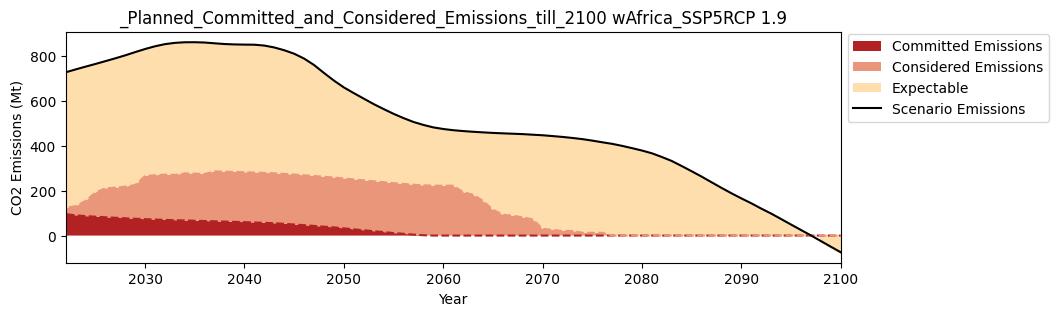 _Planned_Committed_and_Considered_Emissions_till_2100 wAfrica_SSP5RCP 1.9
Committed Emissions
Considered Emissions
Expectable
Scenario Emissions
CO2 Emissions (Mt)
800
600
400
200
0
2030 2040 2050 2060 2070 2080 2090 2100
Year